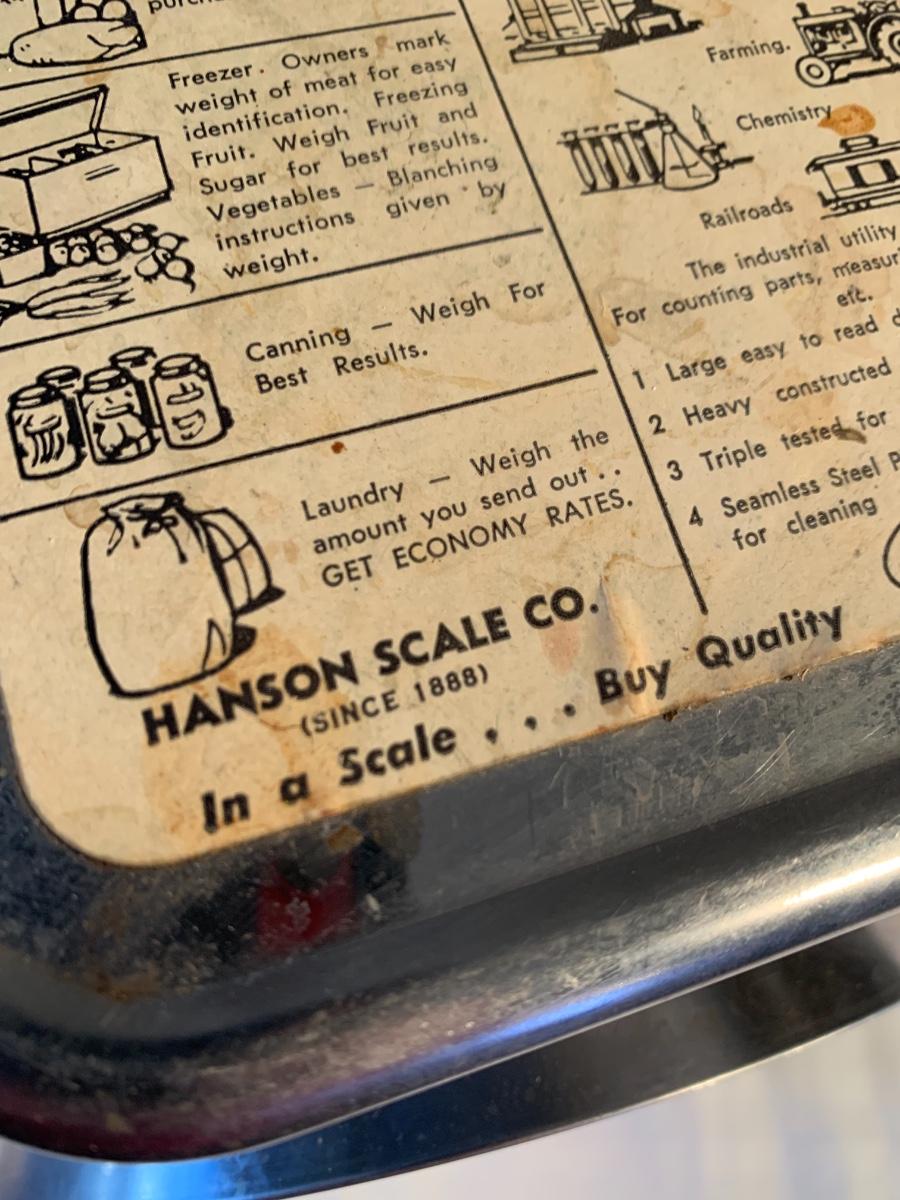 Freezer. Owners mark
weight of meat for easy
identification. Freezing
Fruit. Weigh Fruit and
Sugar for best results.
Vegetables — Blanching
instructions given by
weight.
Canning — Weigh For
Best Results.
Laundry — Weigh the
amount you send out . .
GET ECONOMY RATES.
Farming.
Chemistry
Railroads
The industrial utility
For counting parts,
etc.
1 Large easy to read
2 Heavy constructed
3 Triple tested for
4 Seamless Steel
for cleaning
HANSON SCALE CO.
(SINCE 1888)
In a Scale . . . Buy Quality